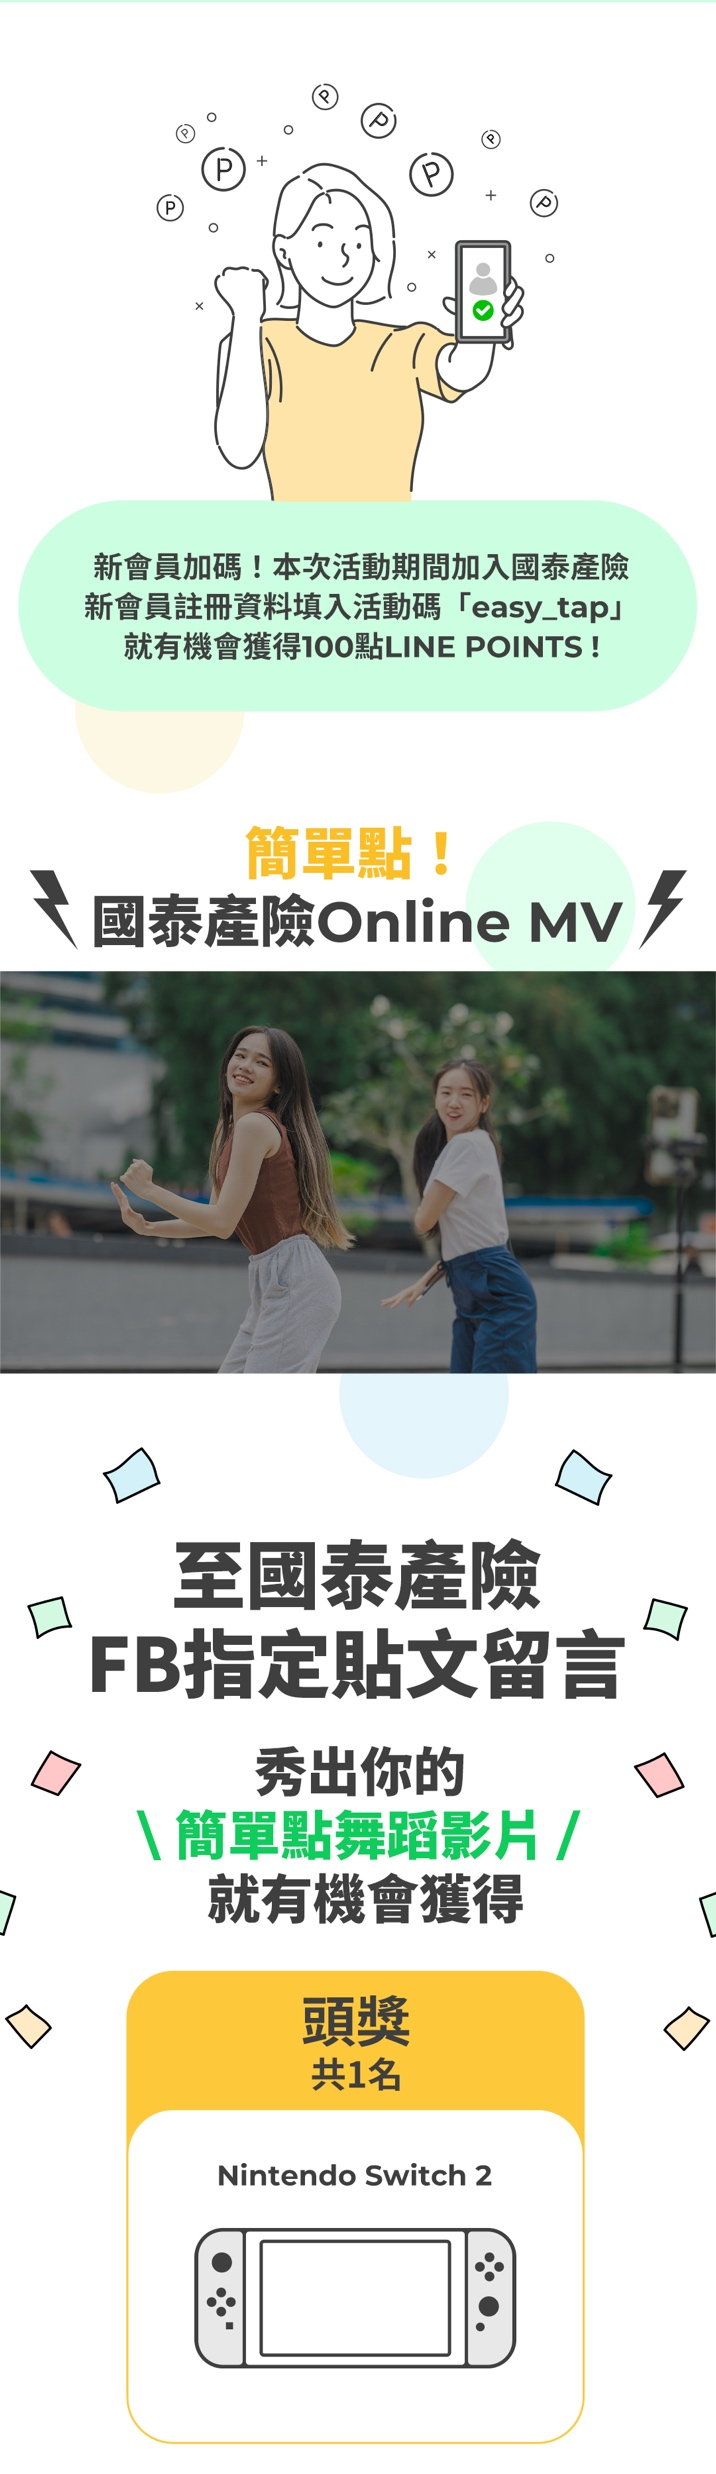 新會員加碼！本次活動期間加入國泰產險
新會員註冊資料填入活動碼「easy_tap」
就有機會獲得100點LINE POINTS！
簡單點！
國泰產險Online MV
至國泰產險
FB指定貼文留言
秀出你的
\ 簡單點舞蹈影片 /
就有機會獲得
頭獎
共1名
Nintendo Switch 2